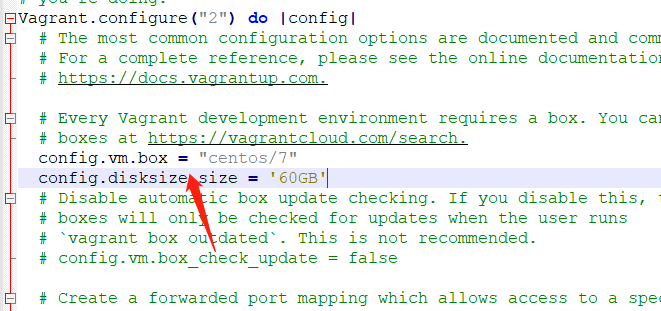 # you're doing.
Vagrant.configure("2") do |config|
# The most common configuration options are documented and com
# For a complete reference, please see the online documentation
# https://docs.vagrantup.com.
# Every Vagrant development environment requires a box. You can
# boxes at https://vagrantcloud.com/search.
config.vm.box = "centos/7"
config.disksize.size = '60GB'
# Disable automatic box update checking. If you disable this, t
# boxes will only be checked for updates when the user runs
# `vagrant box outdated`. This is not recommended.
# config.vm.box_check_update = false
# Create a forwarded port mapping which allows access to a spec